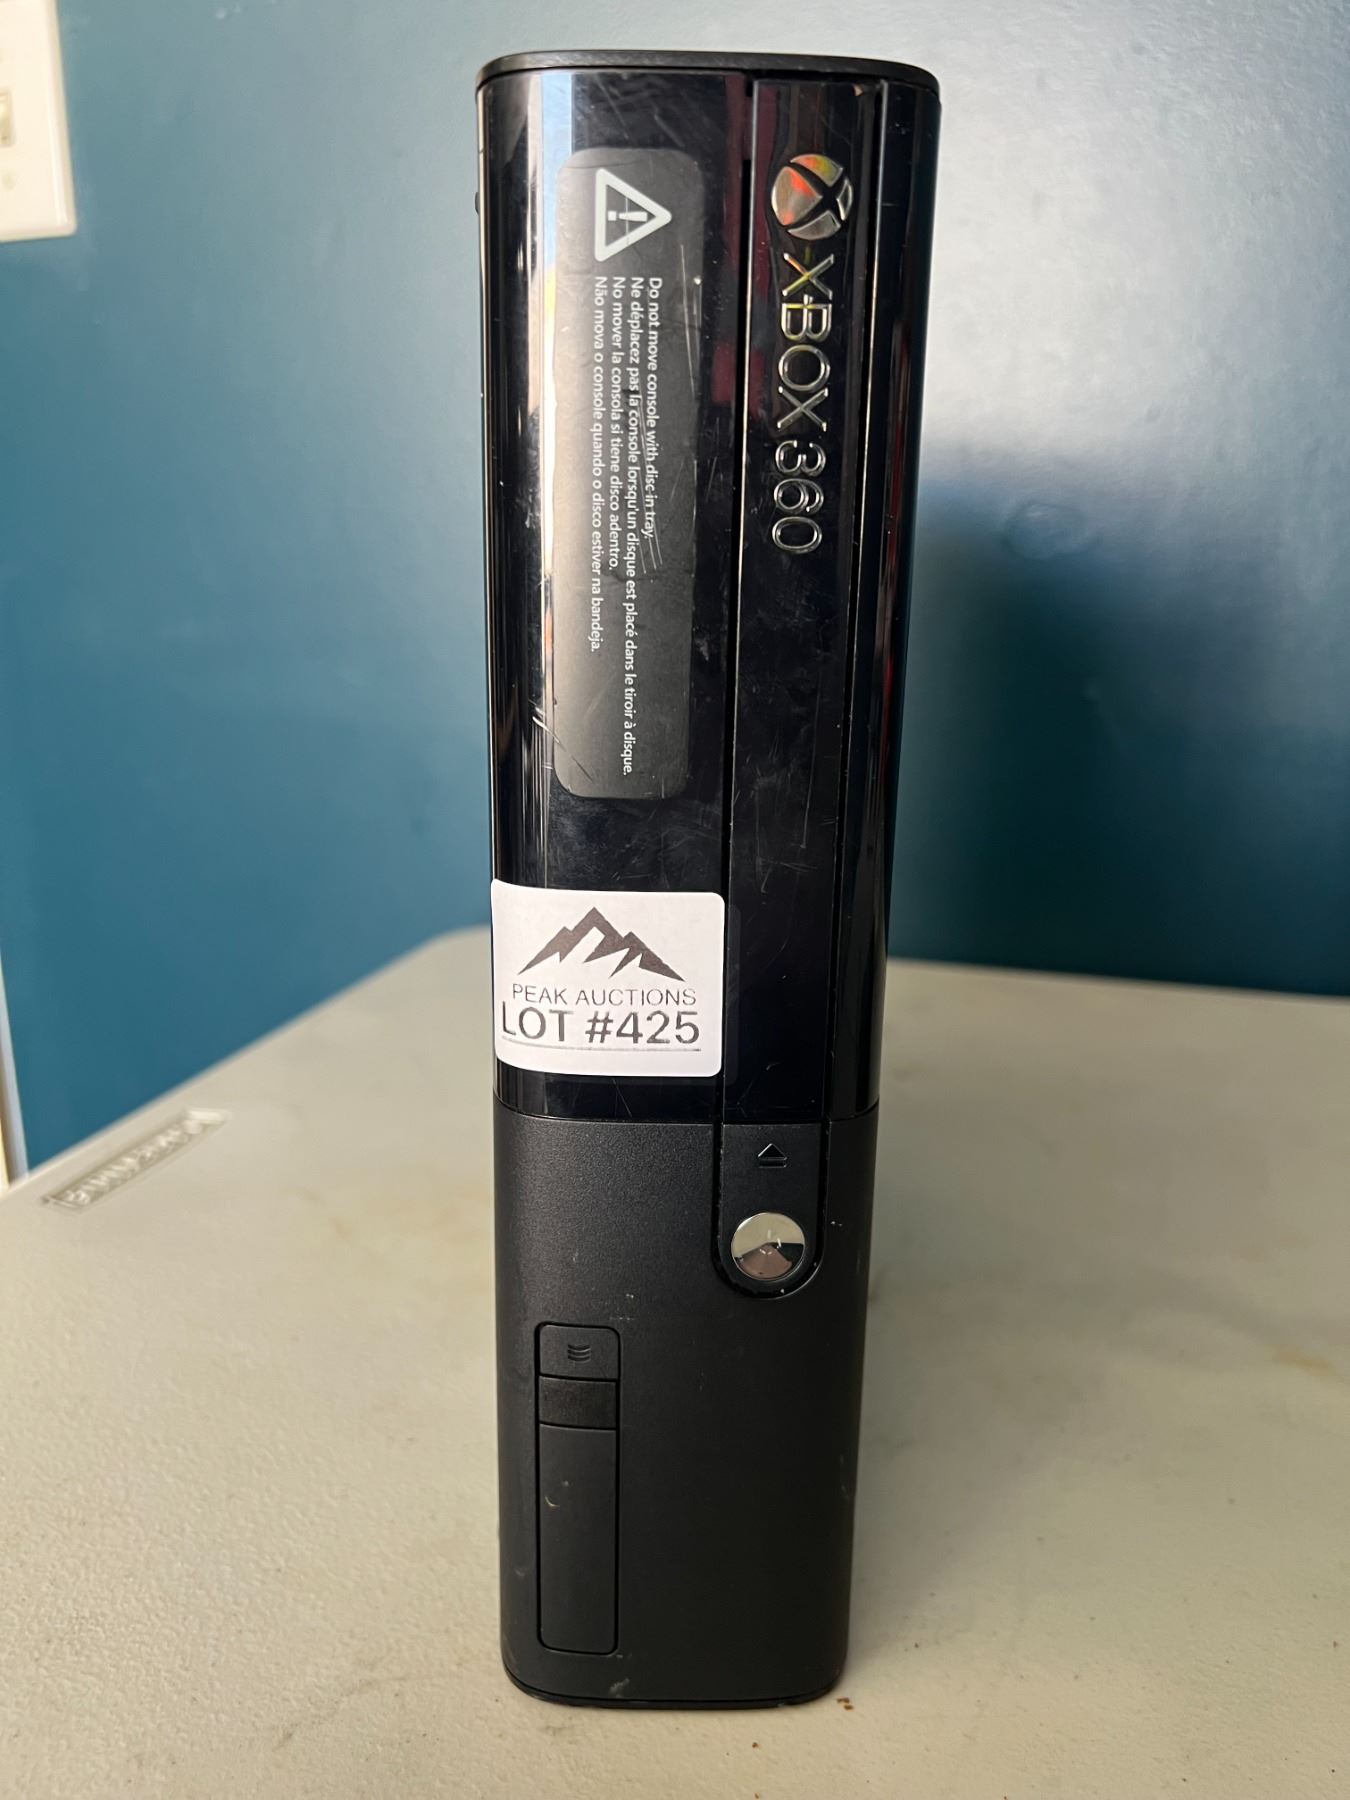 XBOX 360
Do not move console with disc in tray.
Ne déplacez pas la console lorsqu'un disque est placé dans le tiroir à disque.
No mover la consola si tiene disco adentro.
Não mova o console quando o disco estiver na bandeja.
PEAK AUCTIONS
LOT #425